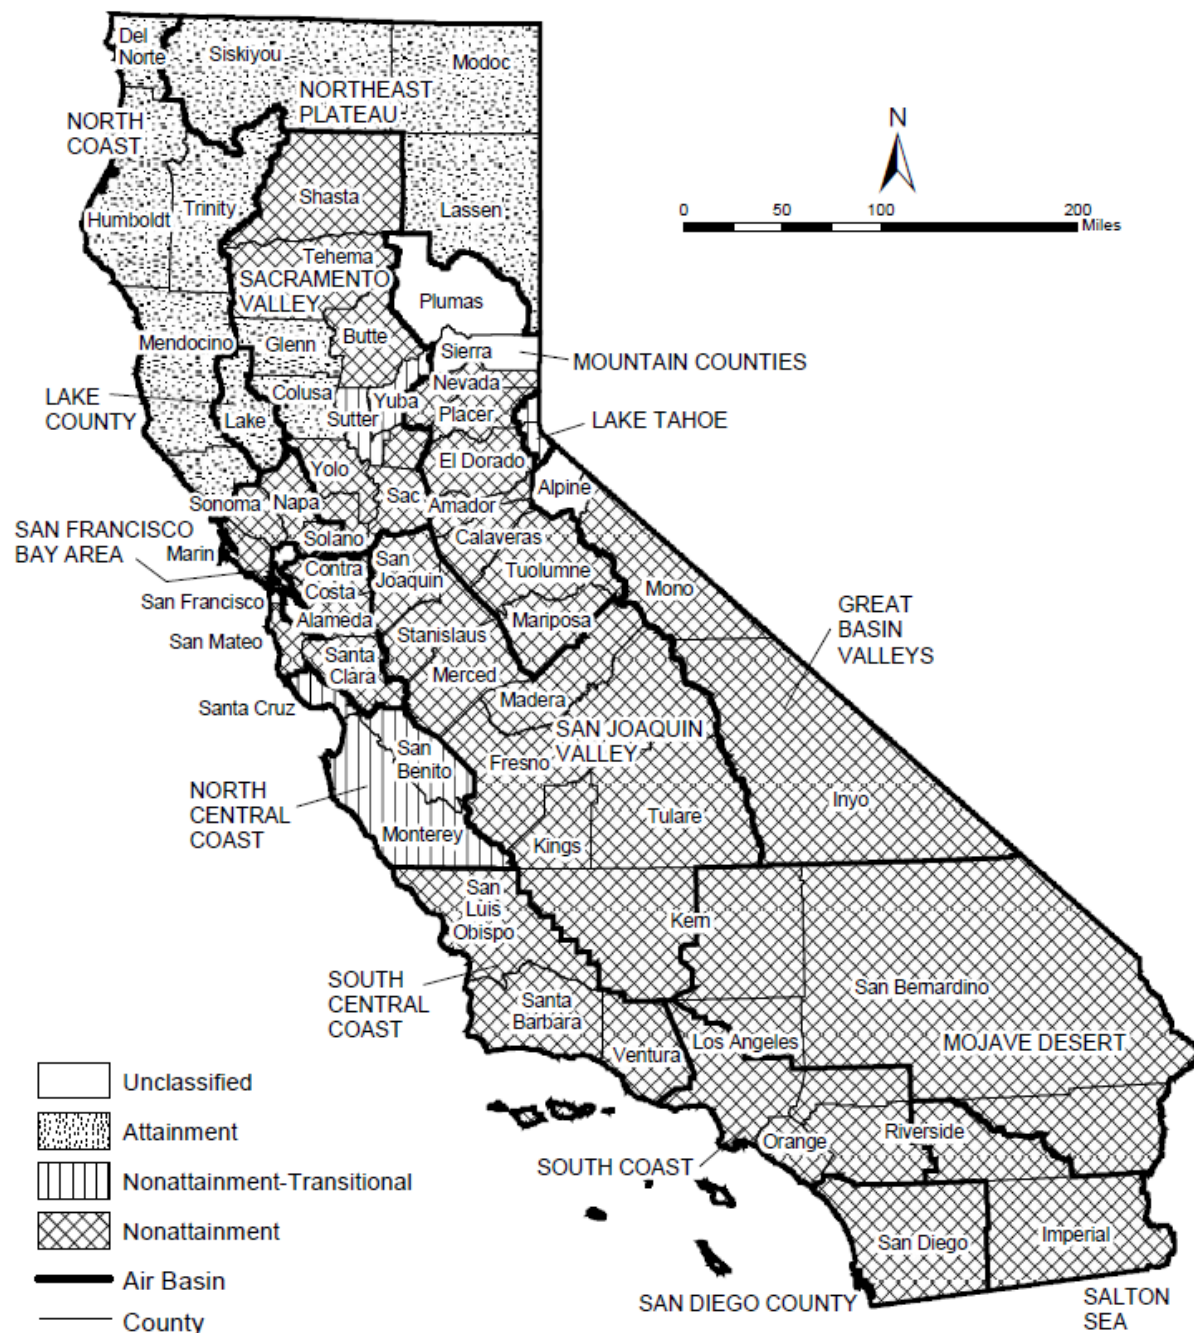 Del
Norte
Siskiyou
Modoc
NORTHEAST
PLATEAU
NORTH
COAST
N
Shasta
Humboldt
Trinity
Lassen
0
50
100
200
Miles
Tehema
SACRAMENTO
VALLEY
Plumas
Mendocino
Glenn
Butte
Sierra
MOUNTAIN COUNTIES
LAKE
COUNTY
Colusa
Nevada
Yuba
Lake
Sutter
Placer
LAKE TAHOE
Yolo
El Dorado
Alpine
Sonoma
Napa
Sac
Amador
SAN FRANCISCO
BAY AREA
Solano
Calaveras
Marin
Contra
Costa
San
Joaquin
Tuolumne
Mono
San Francisco
Alameda
Mariposa
GREAT
BASIN
VALLEYS
San Mateo
Stanislaus
Santa
Clara
Merced
Madera
Santa Cruz
SAN JOAQUIN
VALLEY
San
Benito
Fresno
NORTH
CENTRAL
COAST
Inyo
Tulare
Monterey
Kings
San
Luis
Obispo
Kern
SOUTH
CENTRAL
COAST
San Bernardino
Santa
Barbara
Ventura
Los Angeles
MOJAVE DESERT
Unclassified
Attainment
Orange
Riverside
SOUTH COAST
Nonattainment-Transitional
Nonattainment
San Diego
Imperial
Air Basin
SAN DIEGO COUNTY
SALTON
SEA
County